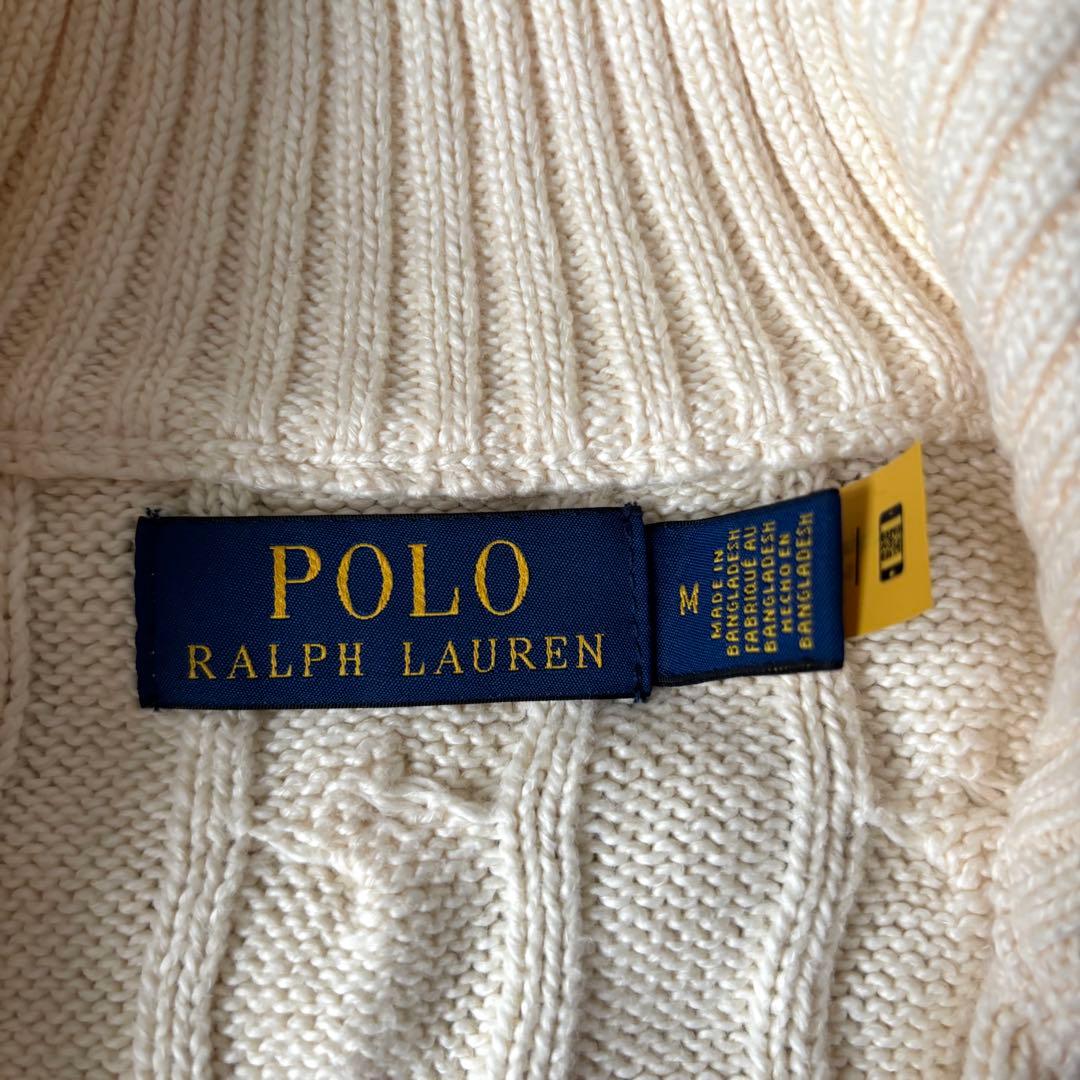 POLO
RALPH LAUREN
M
MADE IN
BANGLADESH
FABRIQUÉ AU
BANGLADESH
HECHO EN
BANGLADESH